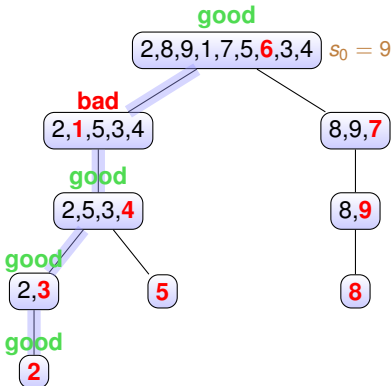 good
2,8,9,1,7,5,6,3,4 s₀ = 9
bad
2,1,5,3,4 8,9,7
good
2,5,3,4 8,9
good
2,3 5 8
good
2